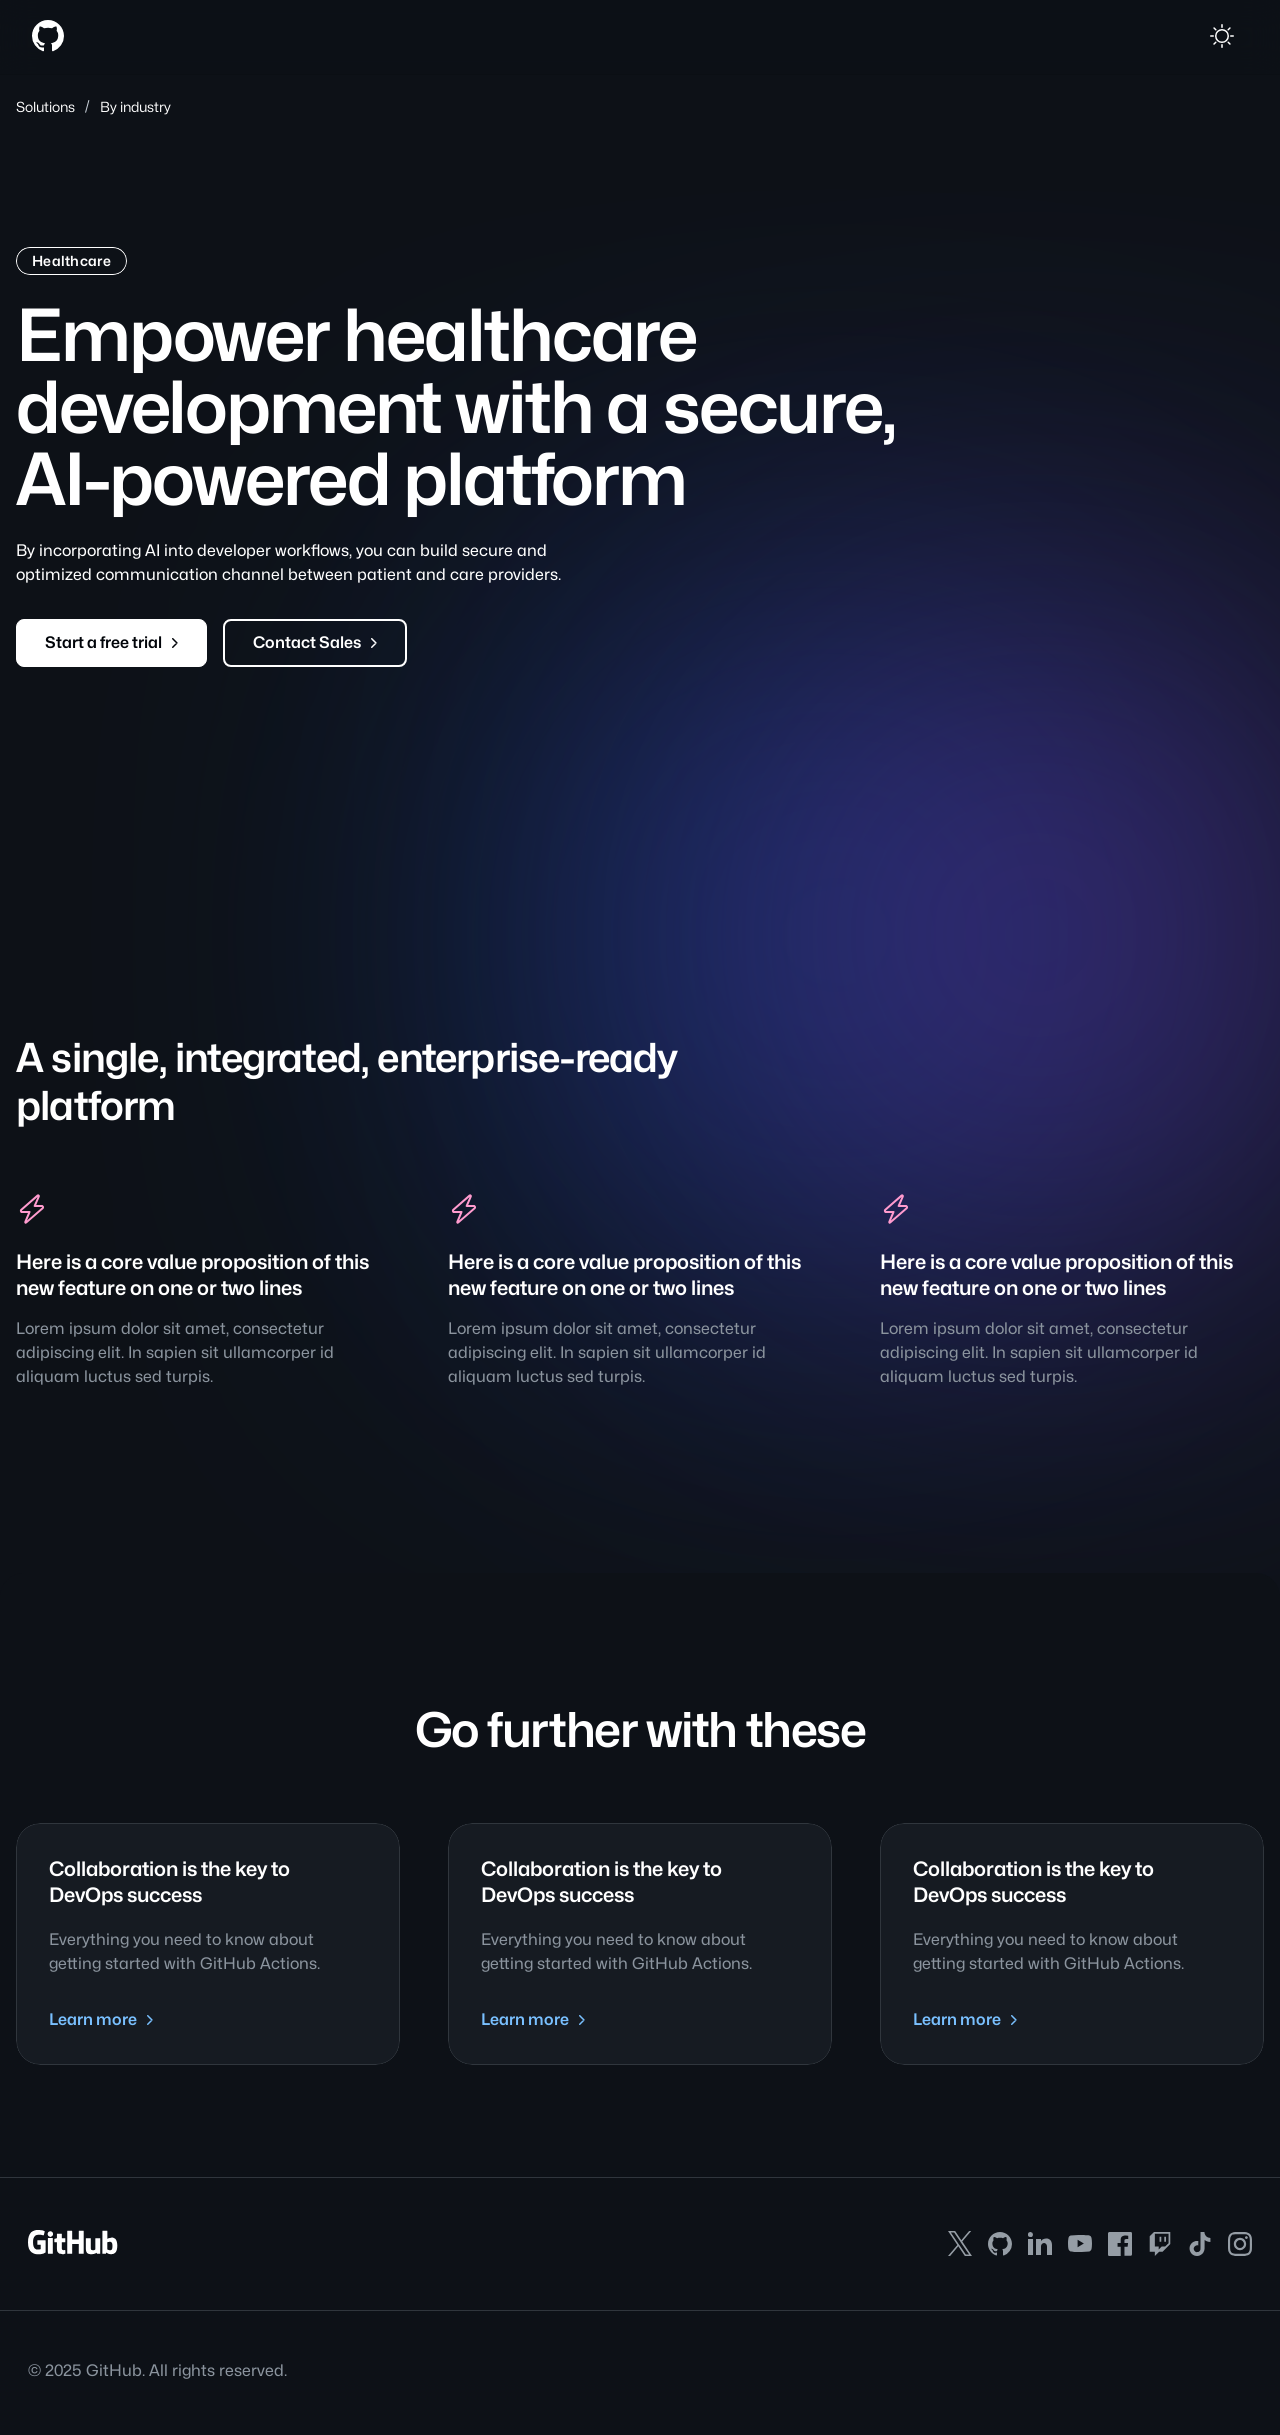 Solutions / By industry
Healthcare
Empower healthcare
development with a secure,
AI-powered platform
By incorporating AI into developer workflows, you can build secure and
optimized communication channel between patient and care providers.
Start a free trial
Contact Sales
A single, integrated, enterprise-ready
platform
Here is a core value proposition of this
new feature on one or two lines
Lorem ipsum dolor sit amet, consectetur
adipiscing elit. In sapien sit ullamcorper id
aliquam luctus sed turpis.
Here is a core value proposition of this
new feature on one or two lines
Lorem ipsum dolor sit amet, consectetur
adipiscing elit. In sapien sit ullamcorper id
aliquam luctus sed turpis.
Here is a core value proposition of this
new feature on one or two lines
Lorem ipsum dolor sit amet, consectetur
adipiscing elit. In sapien sit ullamcorper id
aliquam luctus sed turpis.
Go further with these
Collaboration is the key to
DevOps success
Everything you need to know about
getting started with GitHub Actions.
Learn more
Collaboration is the key to
DevOps success
Everything you need to know about
getting started with GitHub Actions.
Learn more
Collaboration is the key to
DevOps success
Everything you need to know about
getting started with GitHub Actions.
Learn more
GitHub
© 2025 GitHub. All rights reserved.